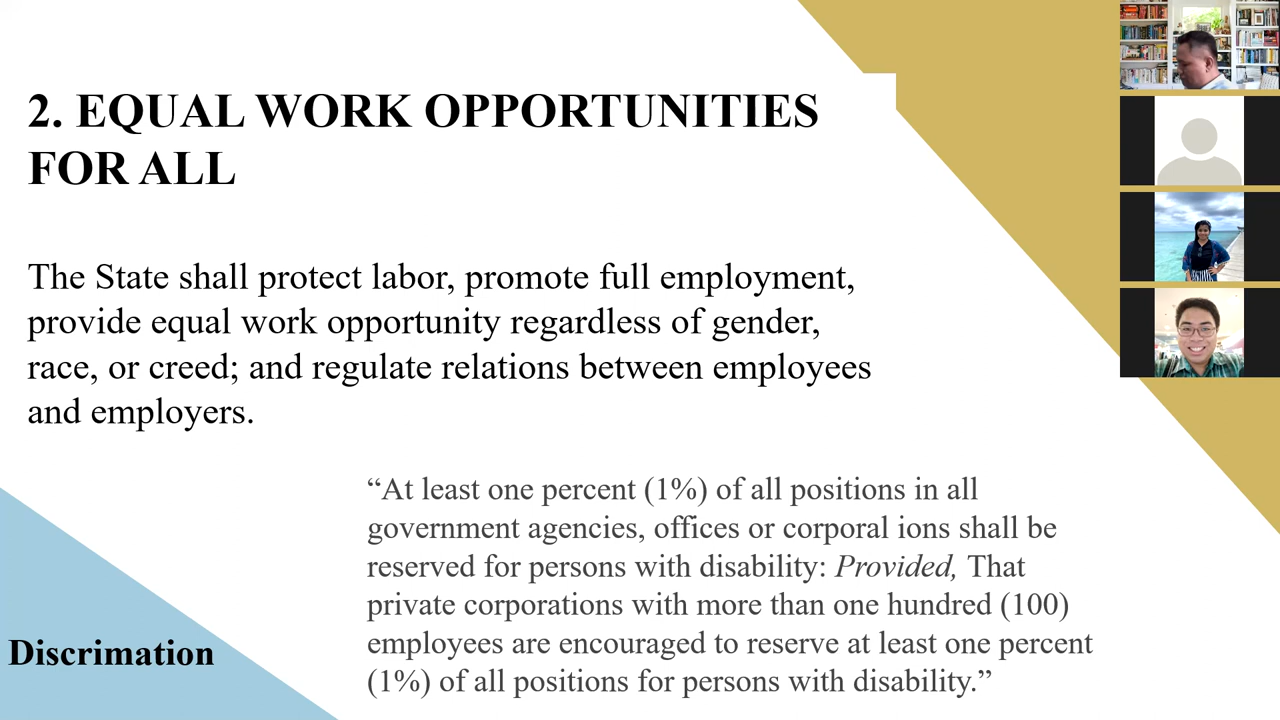 2. EQUAL WORK OPPORTUNITIES
FOR ALL
The State shall protect labor, promote full employment,
provide equal work opportunity regardless of gender,
race, or creed; and regulate relations between employees
and employers.
“At least one percent (1%) of all positions in all
government agencies, offices or corporal ions shall be
reserved for persons with disability: Provided, That
private corporations with more than one hundred (100)
employees are encouraged to reserve at least one percent
(1%) of all positions for persons with disability.”
Discrimation